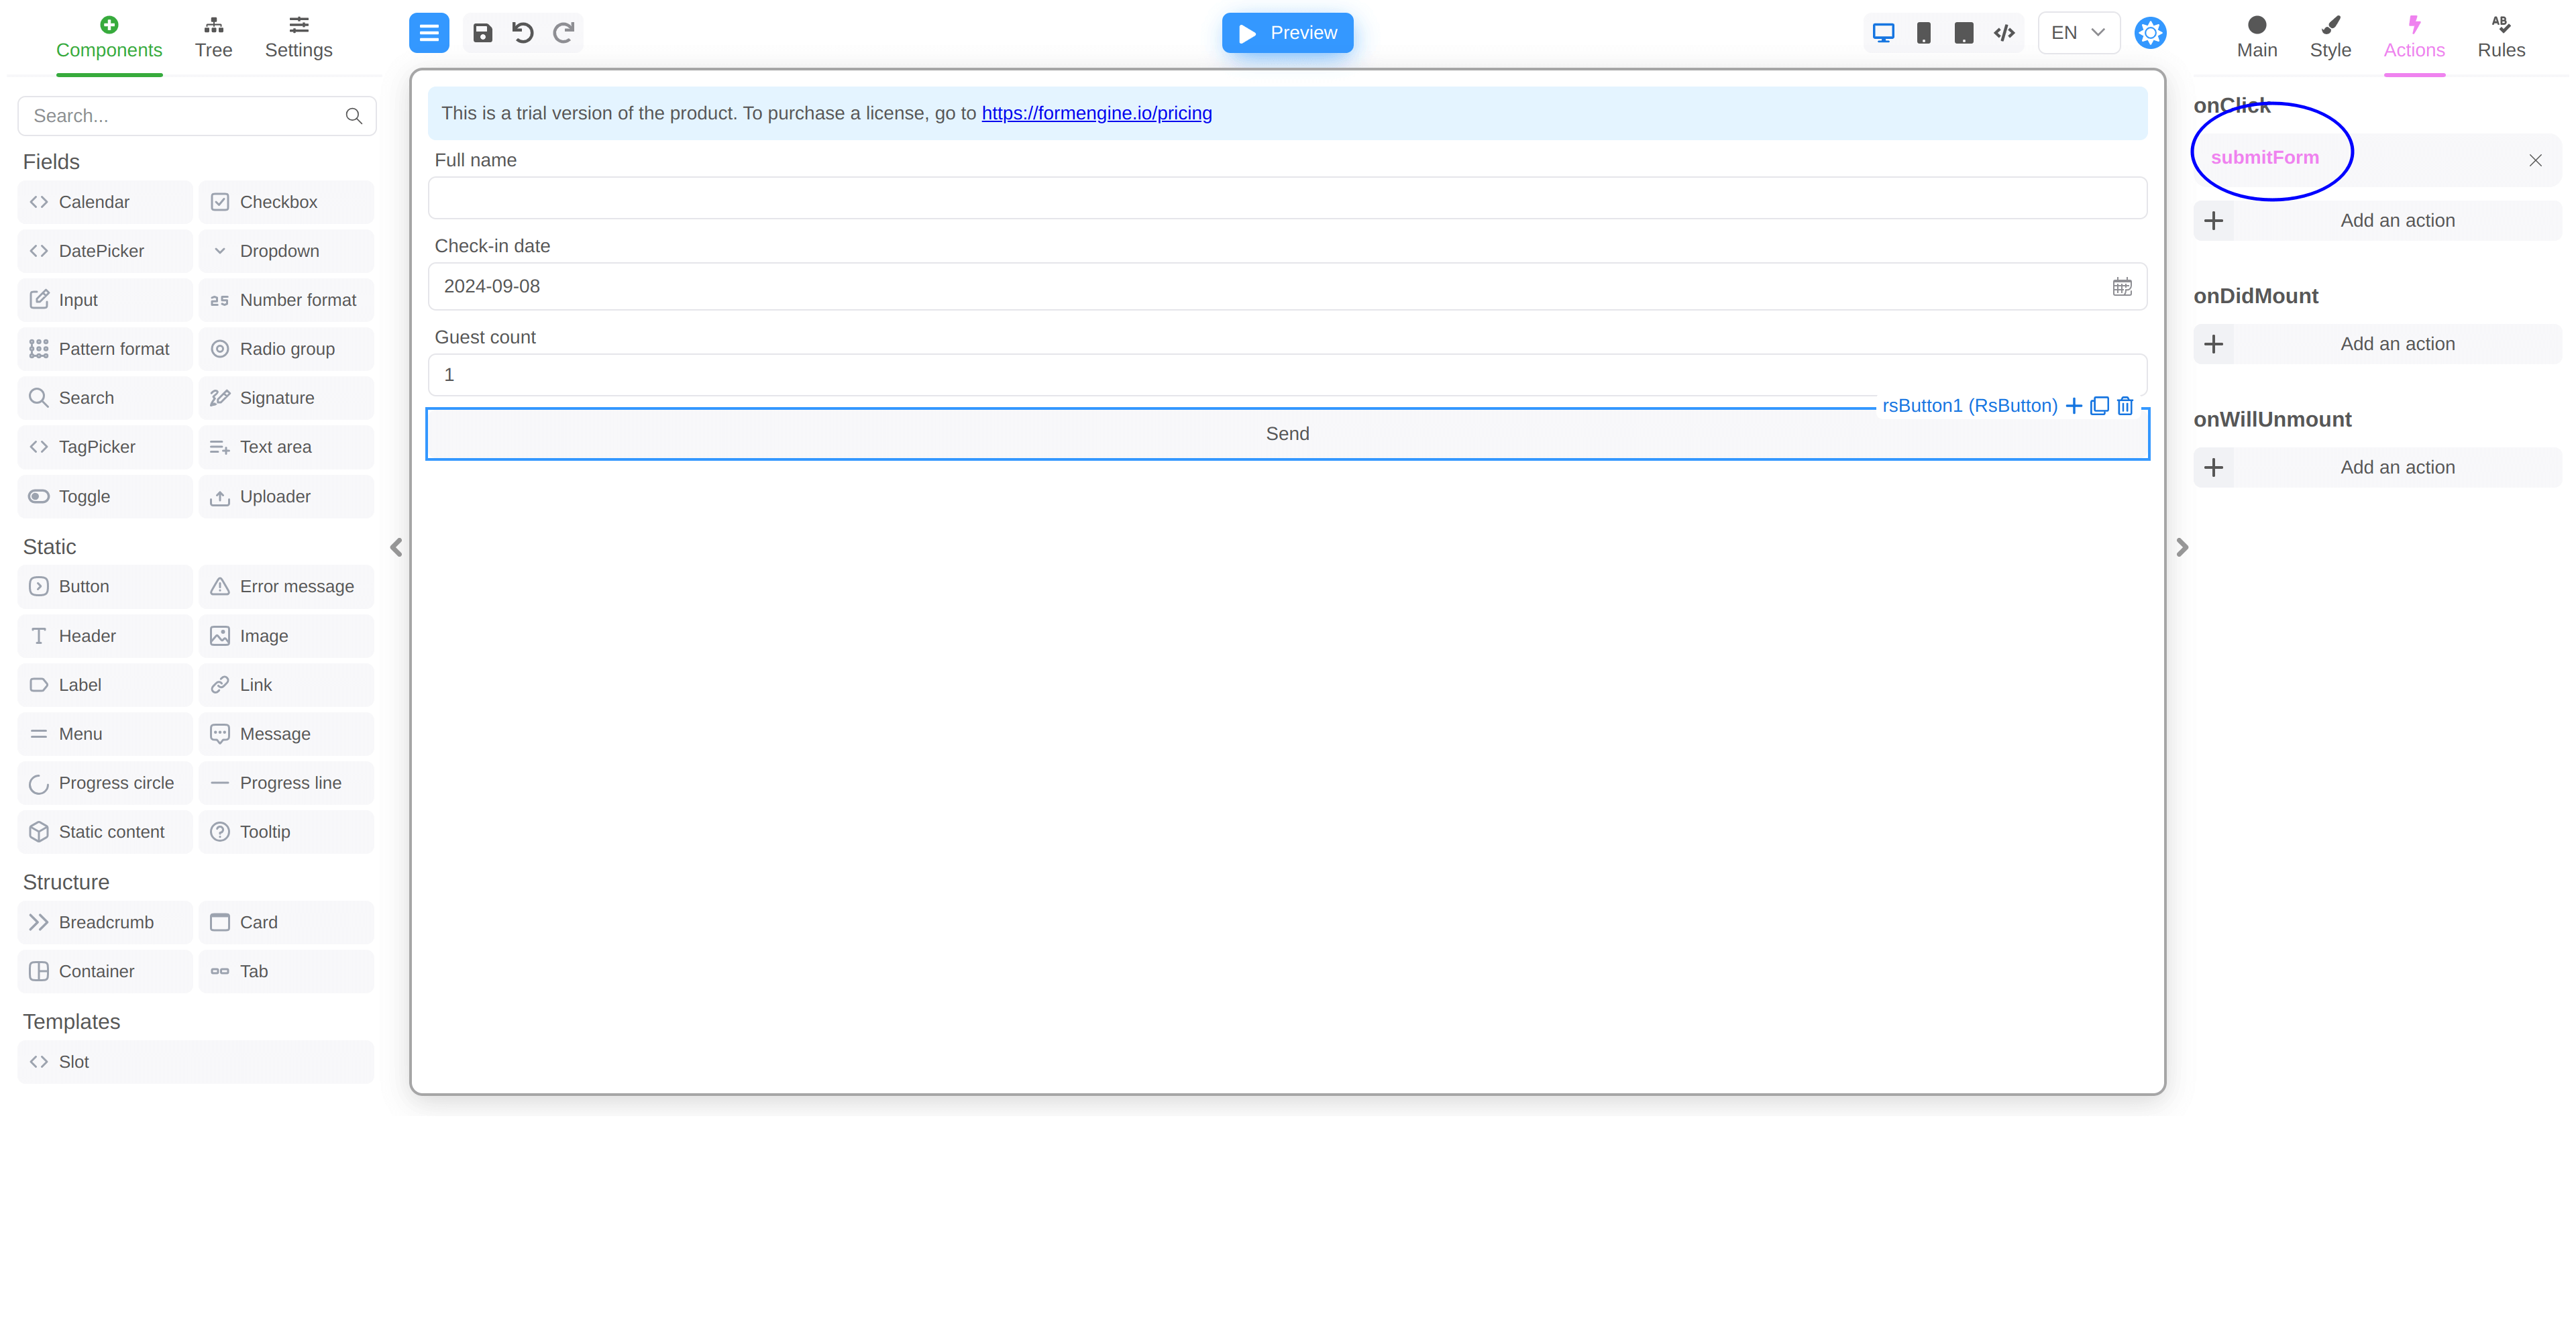 Components Tree Settings
Preview
EN
Main Style Actions Rules
Search...
Fields
Calendar Checkbox
DatePicker Dropdown
Input 25 Number format
Pattern format Radio group
Search Signature
TagPicker Text area
Toggle Uploader
Static
Button Error message
Header Image
Label Link
Menu Message
Progress circle Progress line
Static content Tooltip
Structure
Breadcrumb Card
Container Tab
Templates
Slot
This is a trial version of the product. To purchase a license, go to https://formengine.io/pricing
Full name
Check-in date
2024-09-08
Guest count
1
rsButton1 (RsButton)
Send
onClick
submitForm
Add an action
onDidMount
Add an action
onWillUnmount
Add an action